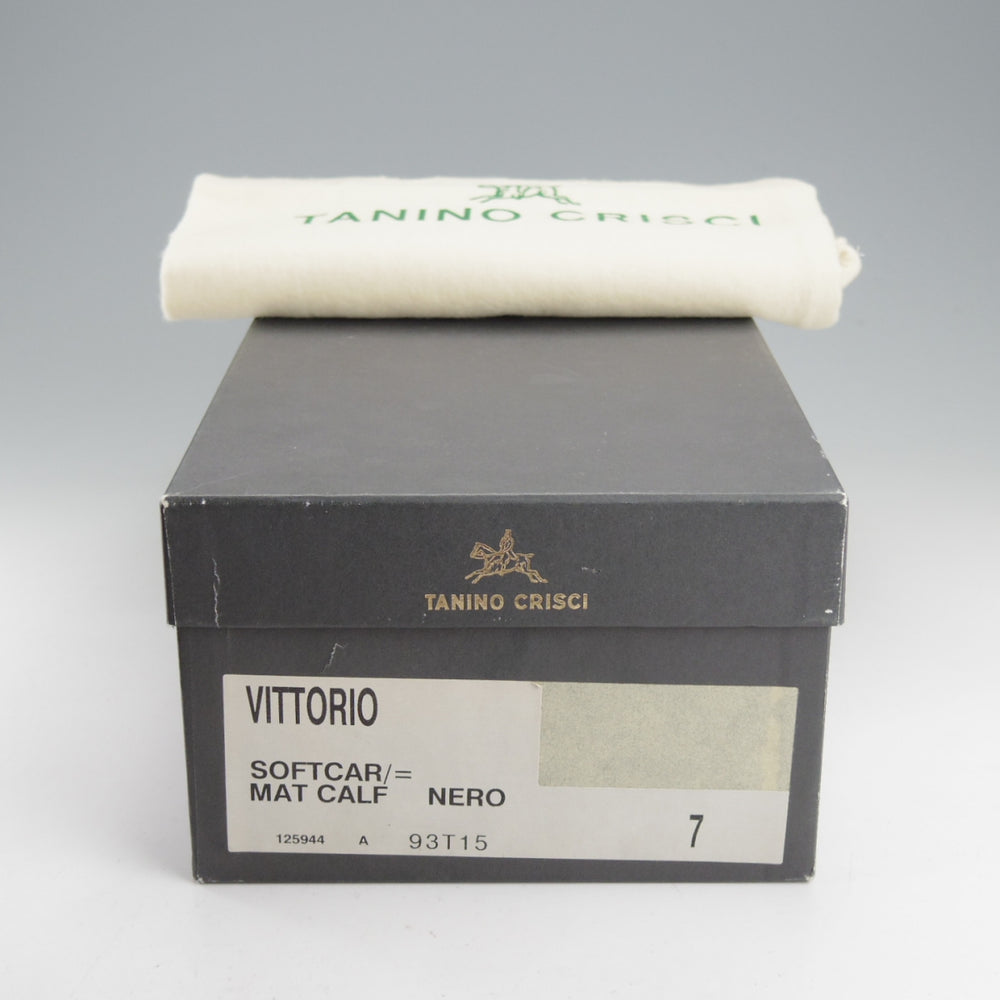 TANINO CRISCI
TANINO CRISCI
VITTORIO
SOFTCAR/=
MAT CALF NERO
125944 A 93T15
7